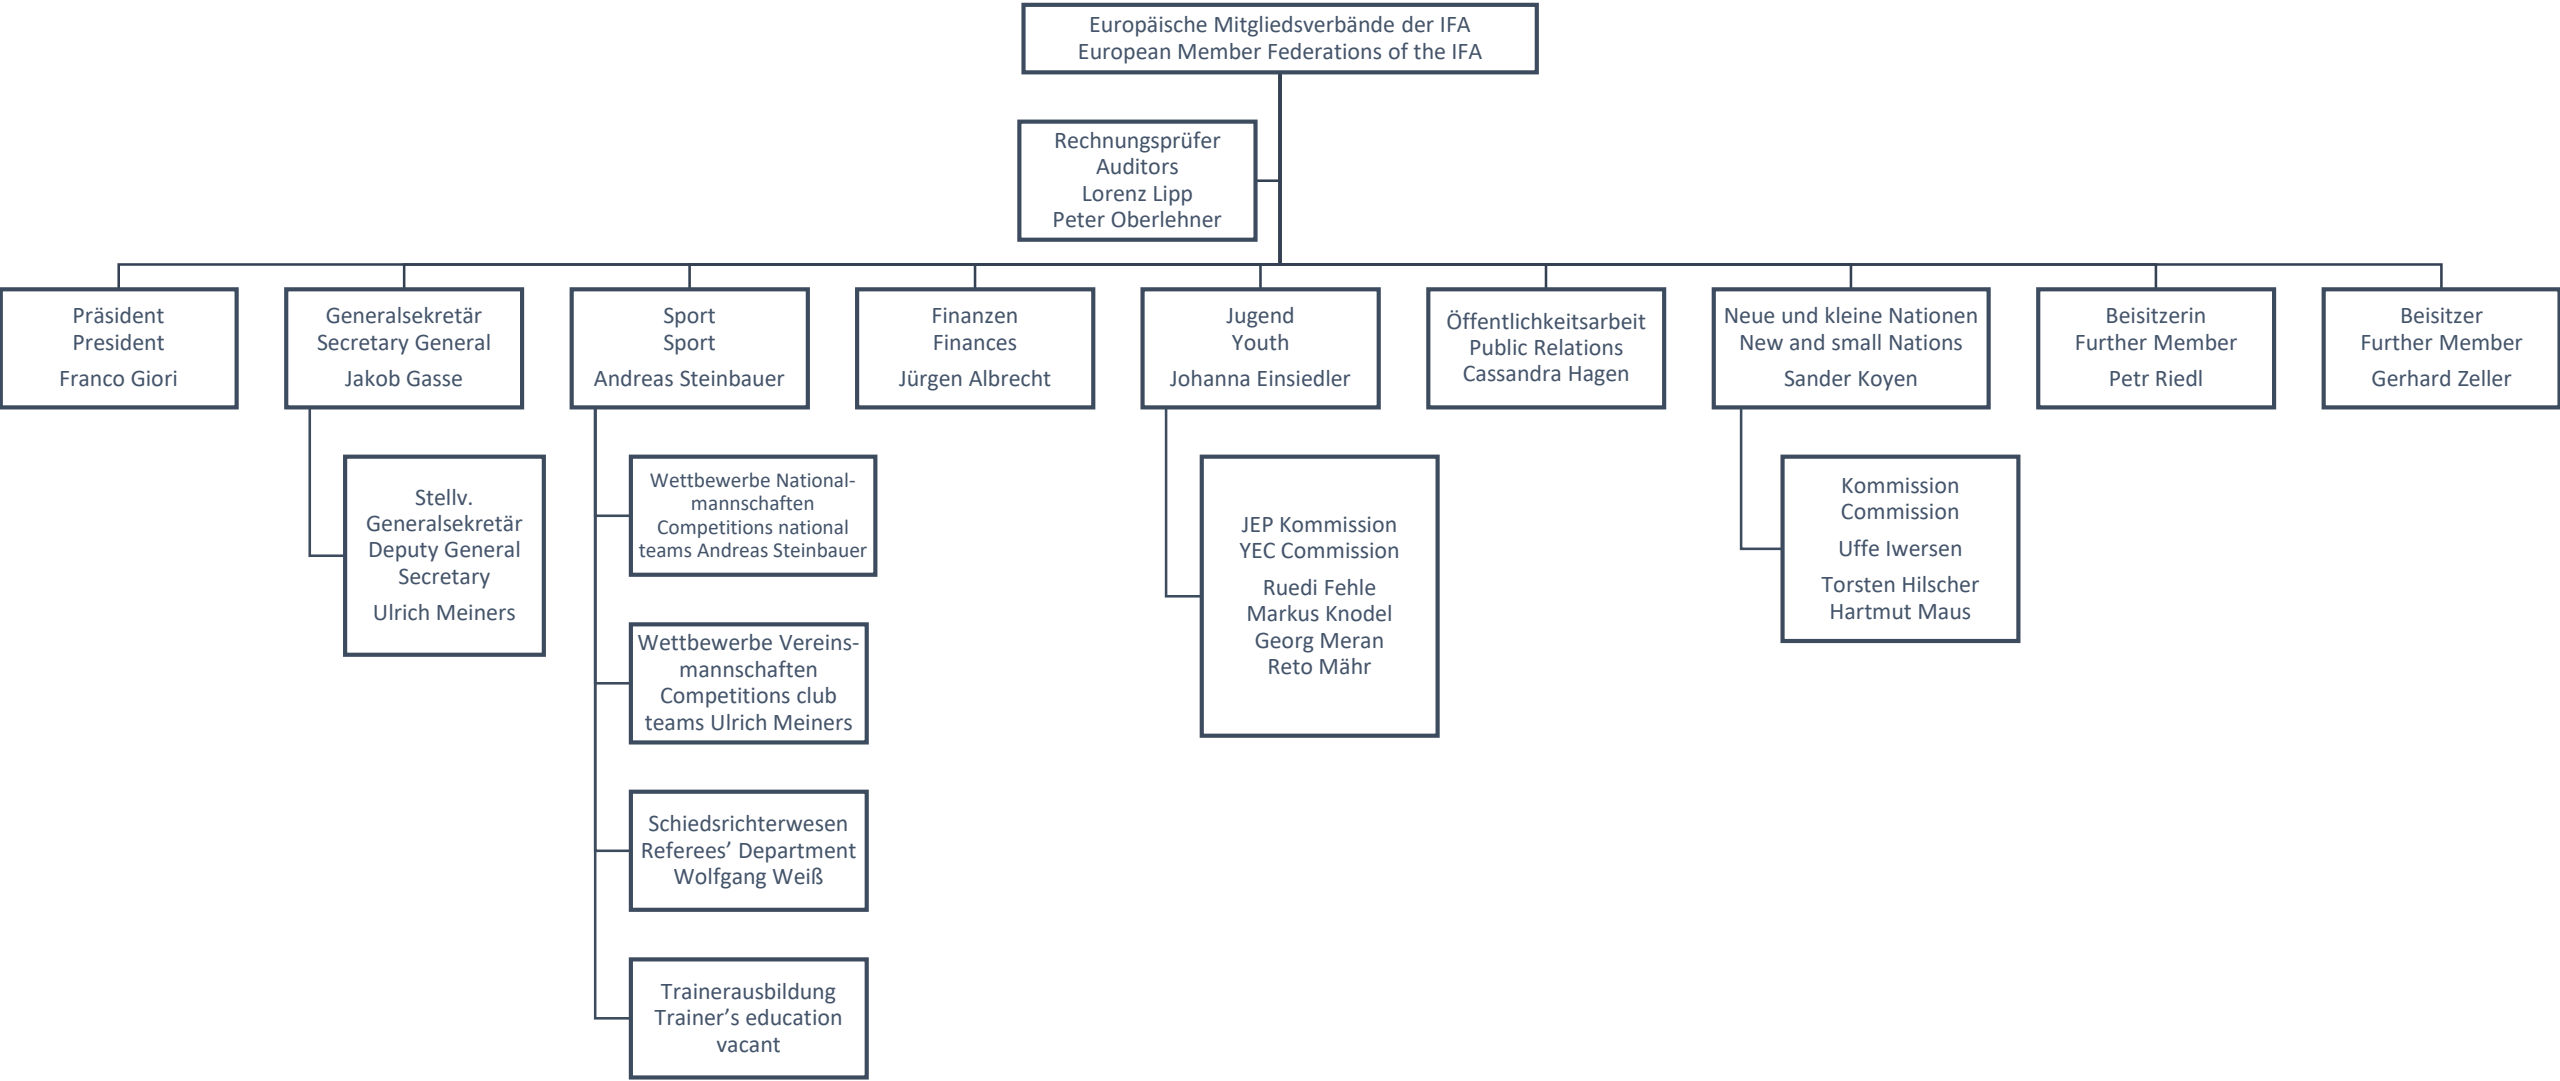 Europäische Mitgliedsverbände der IFA
European Member Federations of the IFA
Rechnungsprüfer
Auditors
Lorenz Lipp
Peter Oberlehner
Präsident
President
Franco Giori
Generalsekretär
Secretary General
Jakob Gasse
Sport
Sport
Andreas Steinbauer
Finanzen
Finances
Jürgen Albrecht
Jugend
Youth
Johanna Einsiedler
Öffentlichkeitsarbeit
Public Relations
Cassandra Hagen
Neue und kleine Nationen
New and small Nations
Sander Koyen
Beisitzerin
Further Member
Petr Riedl
Beisitzer
Further Member
Gerhard Zeller
Stellv.
Generalsekretär
Deputy General
Secretary
Ulrich Meiners
Wettbewerbe National-
mannschaften
Competitions national
teams Andreas Steinbauer
Wettbewerbe Vereins-
mannschaften
Competitions club
teams Ulrich Meiners
Schiedsrichterwesen
Referees’ Department
Wolfgang Weiß
Trainerausbildung
Trainer’s education
vacant
JEP Kommission
YEC Commission
Ruedi Fehle
Markus Knodel
Georg Meran
Reto Mähr
Kommission
Commission
Uffe Iwersen
Torsten Hilscher
Hartmut Maus